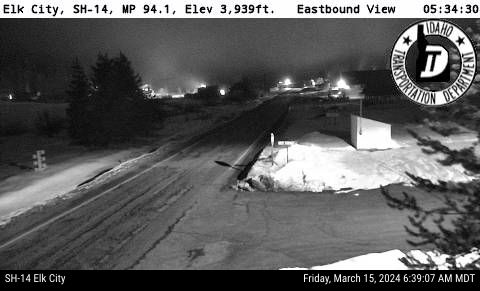 Elk City, SH-14, MP 94.1, Elev 3,939ft. Eastbound View 05:34:30
IDAHO
TRANSPORTATION DEPARTMENT
SH-14 Elk City Friday, March 15, 2024 6:39:07 AM MDT